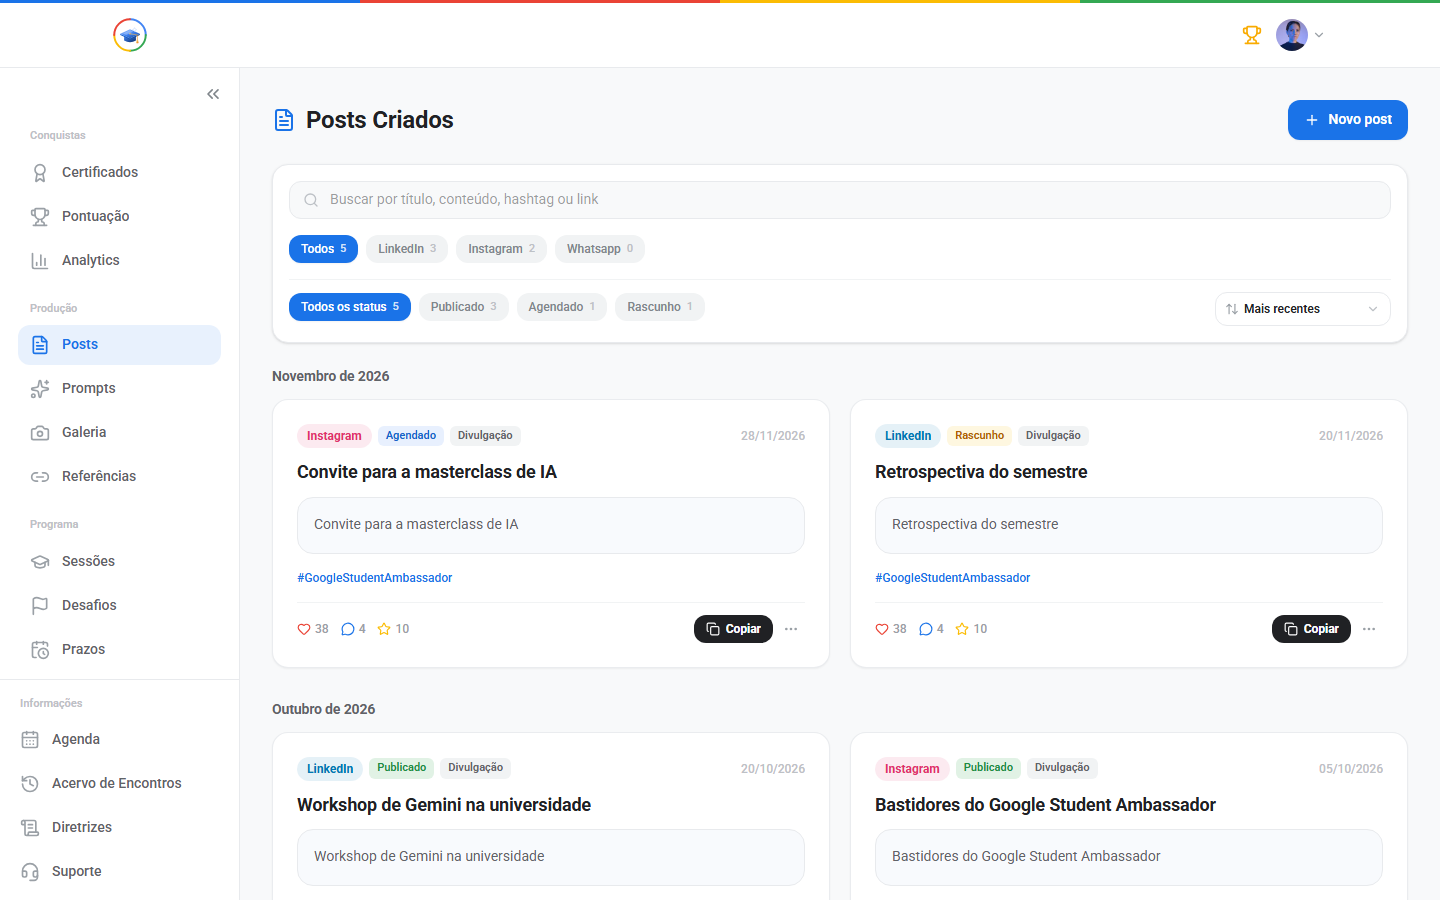 Posts Criados
Novo post
Conquistas
Certificados
Pontuação
Analytics
Produção
Posts
Prompts
Galeria
Referências
Programa
Sessões
Desafios
Prazos
Informações
Agenda
Acervo de Encontros
Diretrizes
Suporte
Buscar por título, conteúdo, hashtag ou link
Todos 5 LinkedIn 3 Instagram 2 Whatsapp 0
Todos os status 5 Publicado 3 Agendado 1 Rascunho 1 Mais recentes
Novembro de 2026
Instagram Agendado Divulgação 28/11/2026
Convite para a masterclass de IA
Convite para a masterclass de IA
#GoogleStudentAmbassador
38 4 10 Copiar
LinkedIn Rascunho Divulgação 20/11/2026
Retrospectiva do semestre
Retrospectiva do semestre
#GoogleStudentAmbassador
38 4 10 Copiar
Outubro de 2026
LinkedIn Publicado Divulgação 20/10/2026
Workshop de Gemini na universidade
Workshop de Gemini na universidade
Instagram Publicado Divulgação 05/10/2026
Bastidores do Google Student Ambassador
Bastidores do Google Student Ambassador